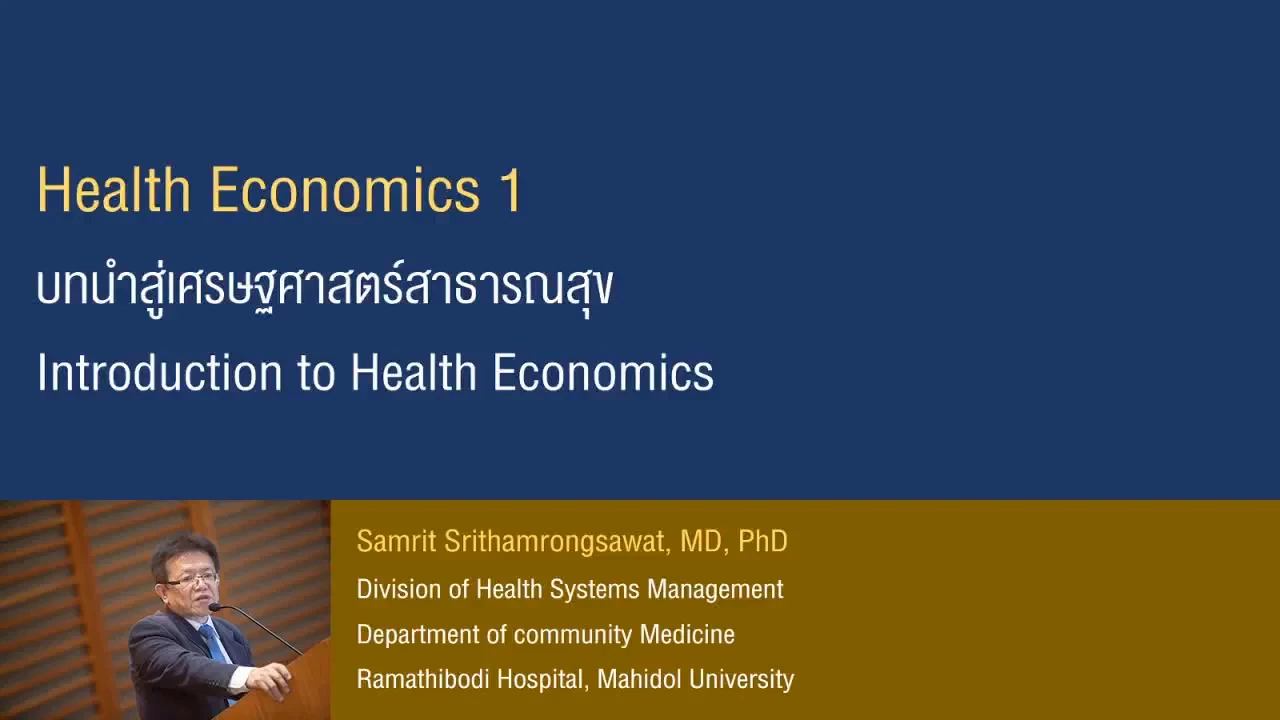 Health Economics 1
บทนำสู่เศรษฐศาสตร์สาธารณสุข
Introduction to Health Economics
Samrit Srithamrongsawat, MD, PhD
Division of Health Systems Management
Department of community Medicine
Ramathibodi Hospital, Mahidol University